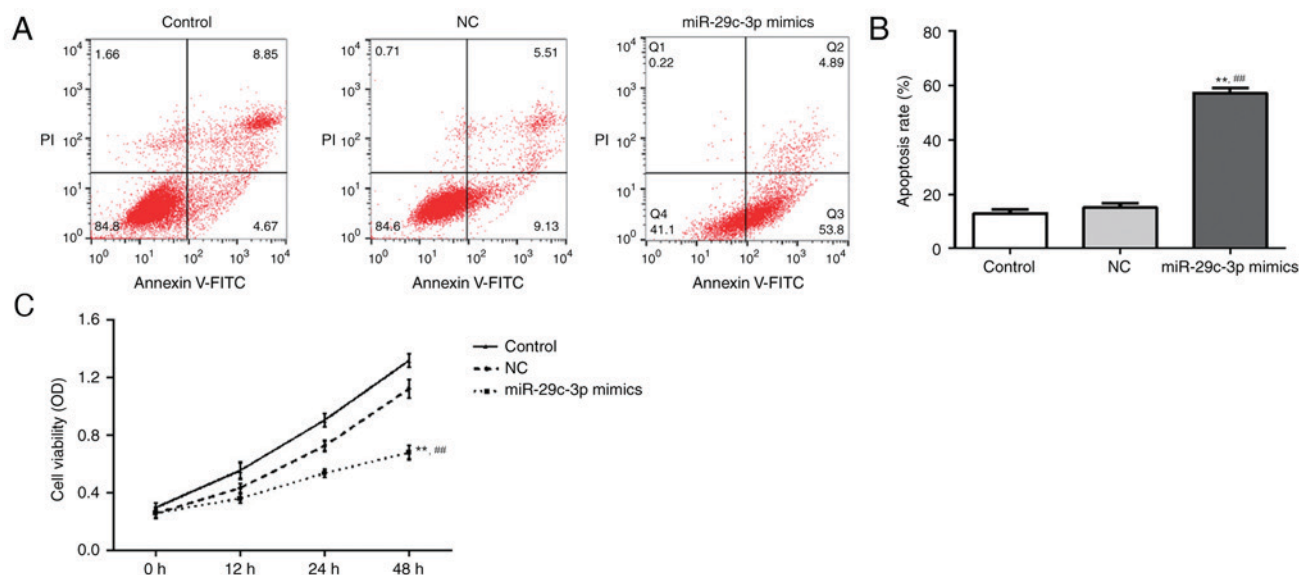 A
Control
NC
miR-29c-3p mimics
10⁴
10³
10²
10¹
10⁰
PI
1.66
8.85
84.8
4.67
10⁰ 10¹ 10² 10³ 10⁴
Annexin V-FITC
10⁴
10³
10²
10¹
10⁰
PI
0.71
5.51
84.6
9.13
10⁰ 10¹ 10² 10³ 10⁴
Annexin V-FITC
10⁴
10³
10²
10¹
10⁰
PI
Q1
0.22
Q2
4.89
Q4
41.1
Q3
53.8
10⁰ 10¹ 10² 10³ 10⁴
Annexin V-FITC
B
Apoptosis rate (%)
80
60
40
20
0
**, ##
Control
NC
miR-29c-3p mimics
C
Cell viability (OD)
1.6
1.2
0.8
0.4
0.0
0 h
12 h
24 h
48 h
Control
NC
miR-29c-3p mimics
**, ##